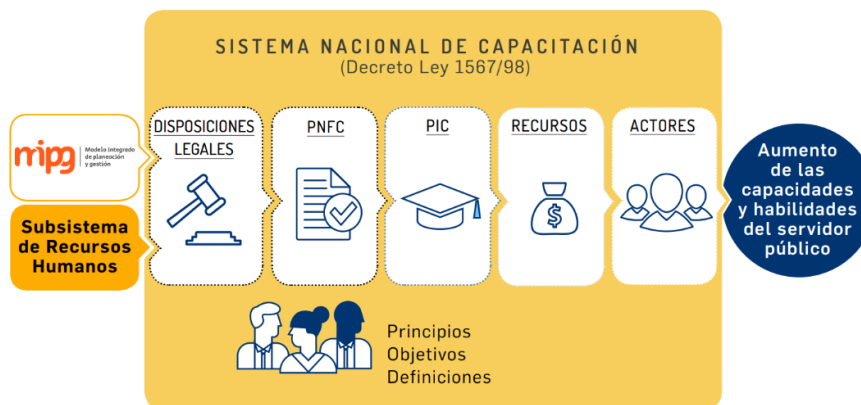 SISTEMA NACIONAL DE CAPACITACIÓN
(Decreto Ley 1567/98)
mipg
Modelo integrado
de planeación
y gestión
Subsistema
de Recursos
Humanos
DISPOSICIONES
LEGALES
PNFC
PIC
RECURSOS
$
ACTORES
Aumento
de las
capacidades
y habilidades
del servidor
público
Principios
Objetivos
Definiciones